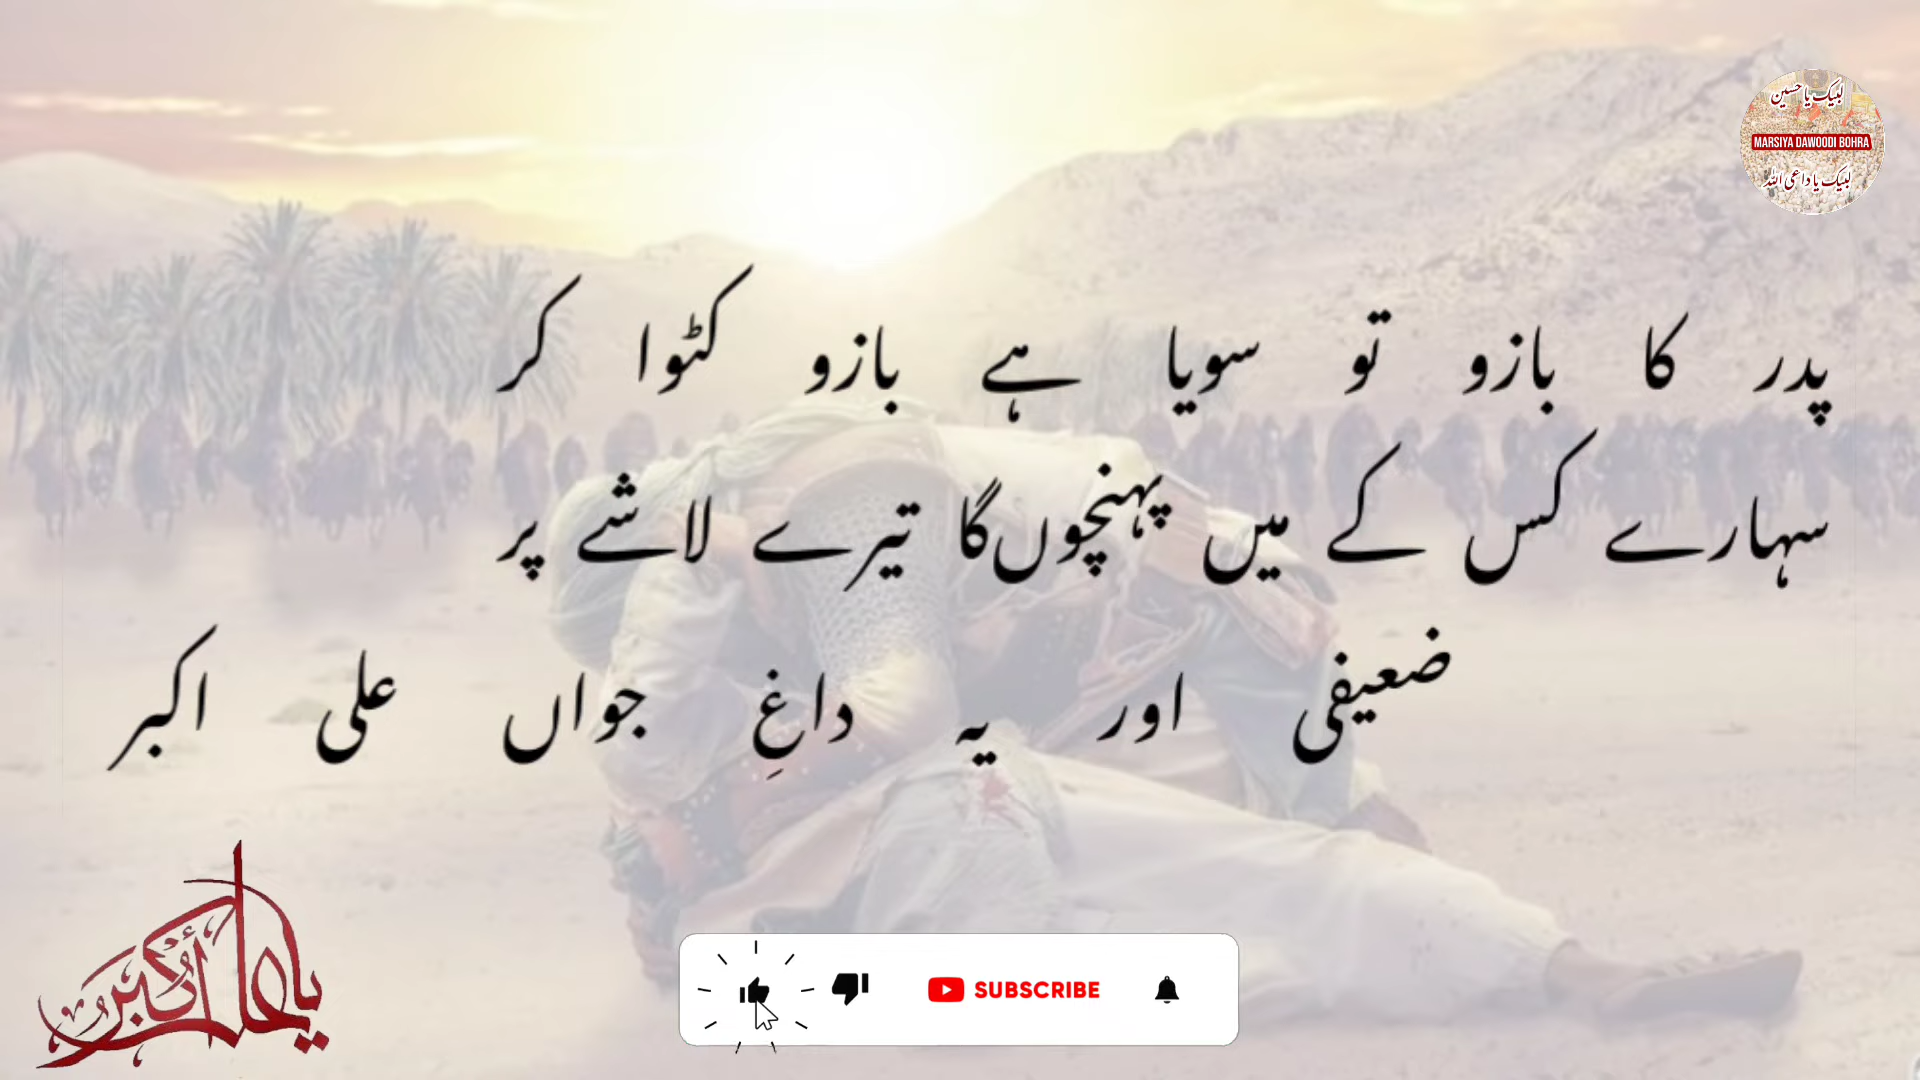 لبیک یا حسین
MARSIYA DAWOODI BOHRA
لبیک یا داعی اللہ
پدر کا بازو تو سویا ہے بازو کٹوا کر
سہارے کس کے میں پہنچوں گا تیرے لاشے پر
ضعیفی اور یہ داغِ جواں علی اکبر
یا علی اکبر
SUBSCRIBE